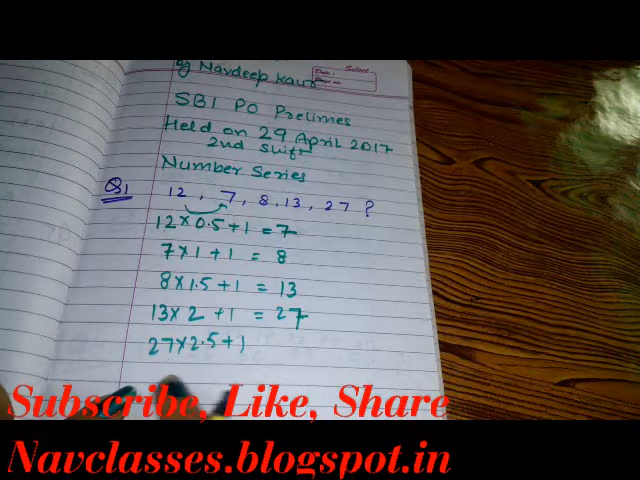 by Navdeep Kaur
SBI PO Prelimes
Held on 29 April 2017
2nd Shift
Number Series
Q1 12, 7, 8, 13, 27 ?
12×0.5+1 = 7
7×1+1 = 8
8×1.5+1 = 13
13×2+1 = 27
27×2.5+1
Subscribe, Like, Share
Navclasses.blogspot.in